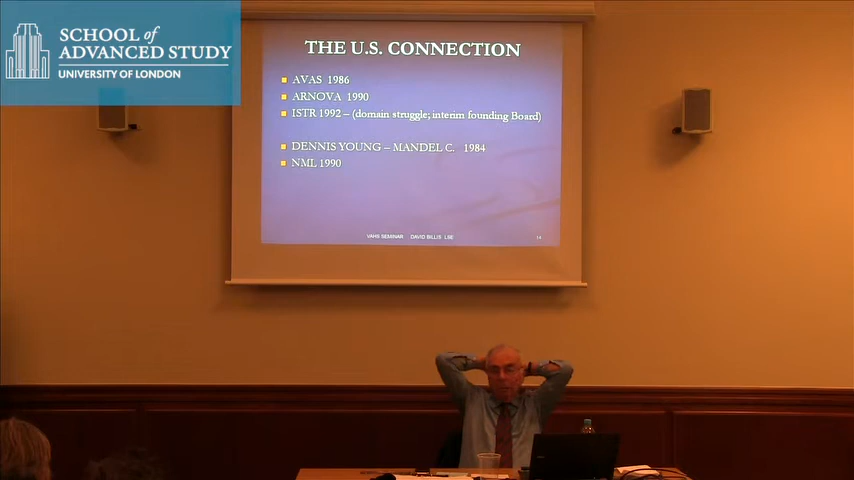 SCHOOL of
ADVANCED STUDY
UNIVERSITY OF LONDON
THE U.S. CONNECTION
AVAS 1986
ARNOVA 1990
ISTR 1992 – (domain struggle; interim founding Board)
DENNIS YOUNG – MANDEL C. 1984
NML 1990
VAHS SEMINAR DAVID BILLIS LSE 14